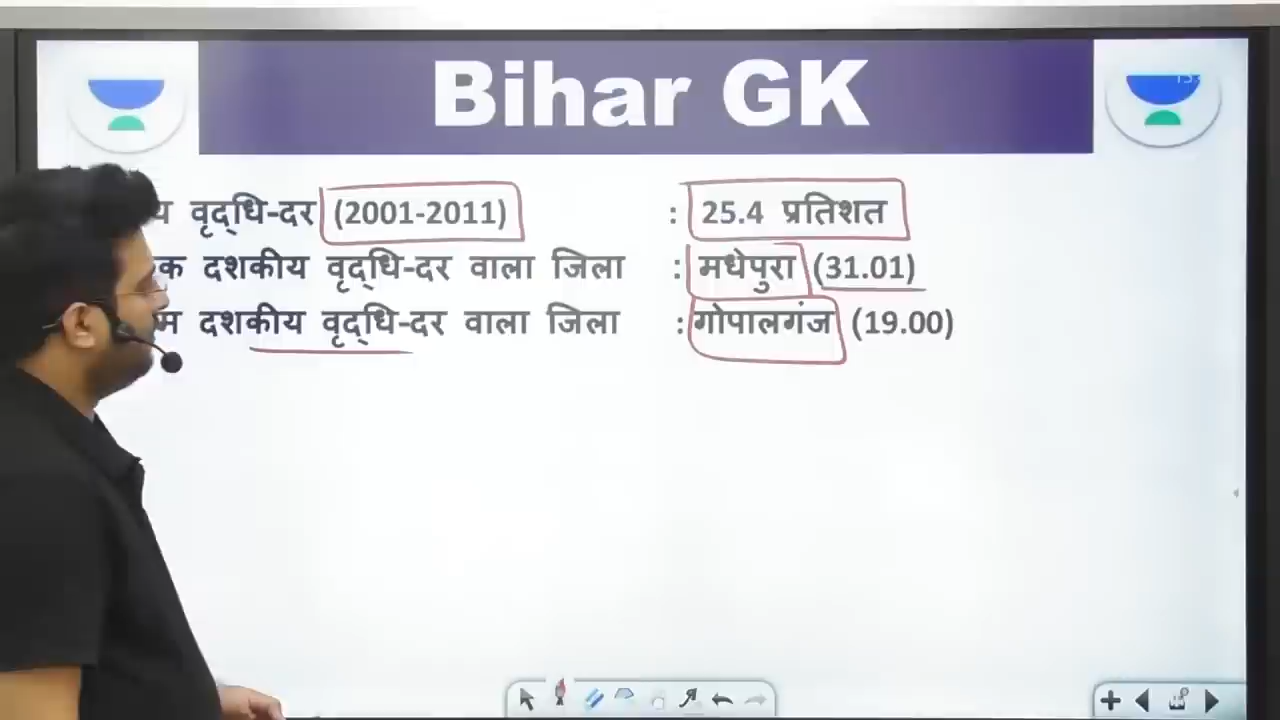 Bihar GK
वृद्धि-दर (2001-2011) : 25.4 प्रतिशत
दशकीय वृद्धि-दर वाला जिला : मधेपुरा (31.01)
दशकीय वृद्धि-दर वाला जिला : गोपालगंज (19.00)